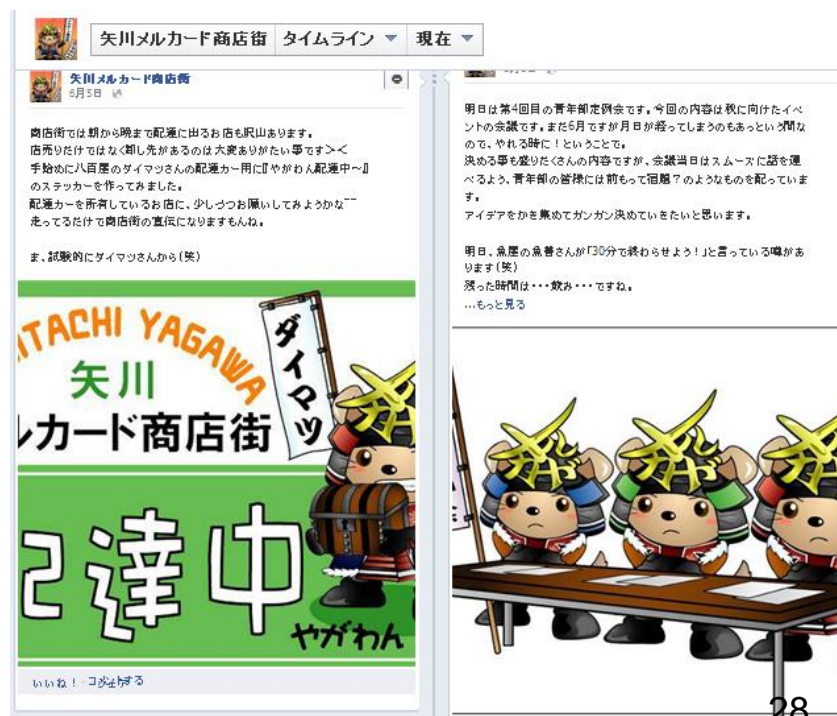 矢川メルカード商店街 タイムライン 現在
矢川メルカード商店街
6月5日
商店街では朝から晩まで配達に出るお店も沢山あります。
店売りだけではなく卸し先があるのは大変ありがたい事です＞＜
手始めに八百屋のダイマツさんの配達カー用に『やがわん配達中～』
のステッカーを作ってみました。
配達カーを所有しているお店に、少しづつお願いしてみようかな￣￣
走ってるだけで商店街の宣伝になりますもんね。
ま、試験的にダイマツさんから(笑)
ITACHI YAGAWA
矢川
ルカード商店街
ダイマツ
配達中
やがわん
いいね！・コメントする
明日は第4回目の青年部定例会です。今回の内容は秋に向けたイベ
ントの会議です。まだ6月ですが月日が経ってしまうのもあっという間な
ので、やれる時に！ということで。
決める事も盛りだくさんの内容ですが、会議当日はスムーズに話を運
べるよう、青年部の皆様には前もって宿題？のようなものを配っていま
す。
アイデアをかき集めてガンガン決めていきたいと思います。
明日、魚屋の魚善さんが「30分で終わらせよう！」と言っている噂があ
ります(笑)
残った時間は・・・飲み・・・ですね。
...もっと見る
28